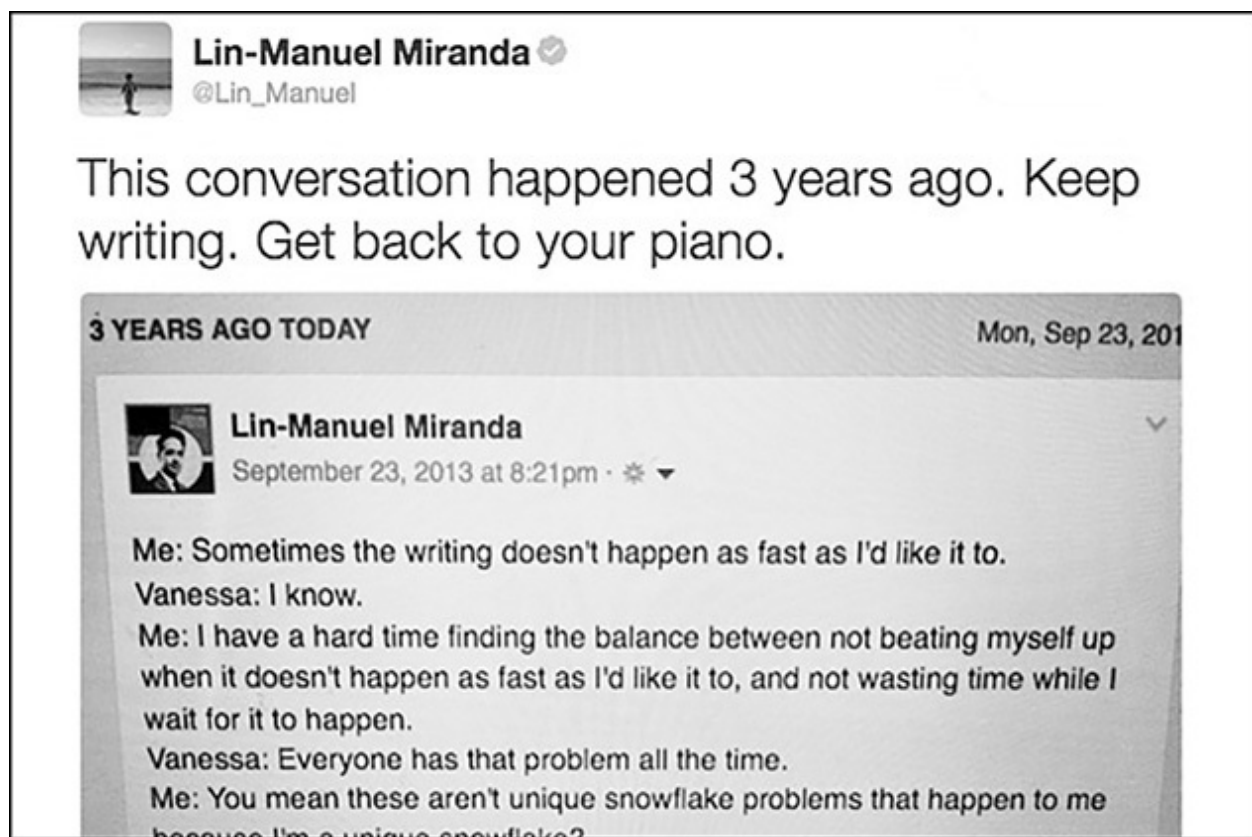 Lin-Manuel Miranda
@Lin_Manuel
This conversation happened 3 years ago. Keep
writing. Get back to your piano.
3 YEARS AGO TODAY
Mon, Sep 23, 201
Lin-Manuel Miranda
September 23, 2013 at 8:21pm ·
Me: Sometimes the writing doesn't happen as fast as I'd like it to.
Vanessa: I know.
Me: I have a hard time finding the balance between not beating myself up
when it doesn't happen as fast as I'd like it to, and not wasting time while I
wait for it to happen.
Vanessa: Everyone has that problem all the time.
Me: You mean these aren't unique snowflake problems that happen to me
because I'm a unique snowflake?